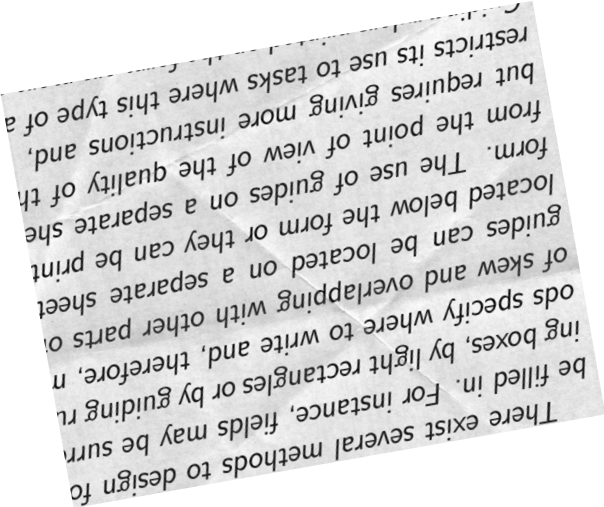 There exist several methods to design fo
be filled in. For instance, fields may be surr
ing boxes, by light rectangles or by guiding ru
ods specify where to write and, therefore,
of skew and overlapping with other parts o
guides can be located on a separate sheet
located below the form or they can be print
form. The use of guides on a separate she
from the point of view of the quality of th
but requires giving more instructions and,
restricts its use to tasks where this type of a